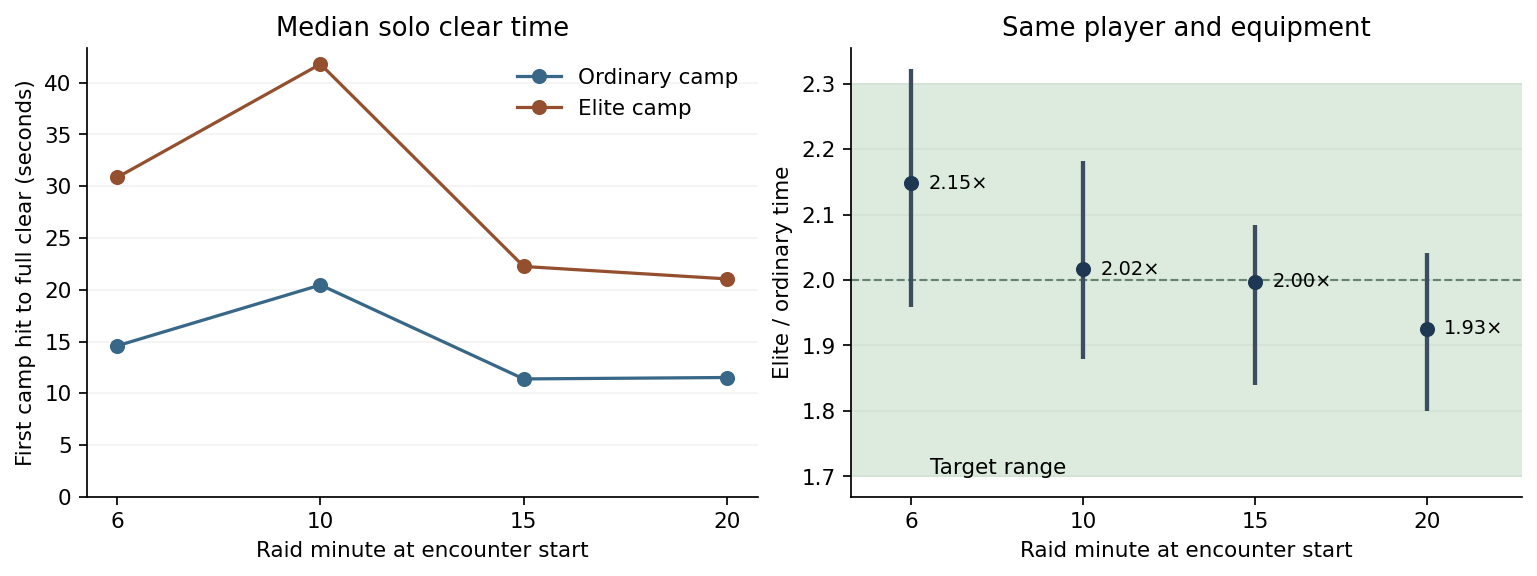 Median solo clear time
First camp hit to full clear (seconds)
40
35
30
25
20
15
10
5
0
Ordinary camp
Elite camp
6 10 15 20
Raid minute at encounter start
Same player and equipment
Elite / ordinary time
2.3
2.2
2.1
2.0
1.9
1.8
1.7
2.15×
2.02×
2.00×
1.93×
Target range
6 10 15 20
Raid minute at encounter start